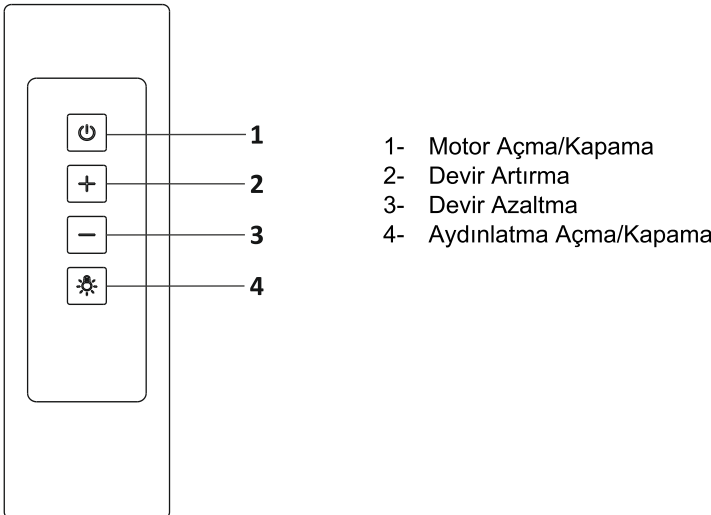 1
2
3
4
1- Motor Açma/Kapama
2- Devir Artırma
3- Devir Azaltma
4- Aydınlatma Açma/Kapama